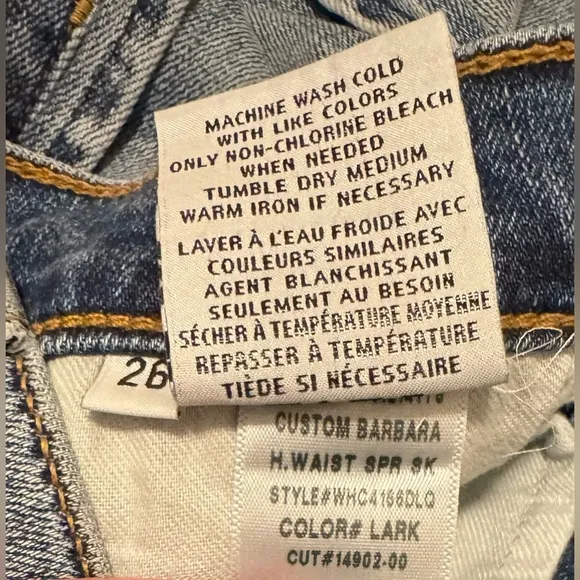 MACHINE WASH COLD
WITH LIKE COLORS
ONLY NON-CHLORINE BLEACH
WHEN NEEDED
TUMBLE DRY MEDIUM
WARM IRON IF NECESSARY
LAVER À L'EAU FROIDE AVEC
COULEURS SIMILAIRES
AGENT BLANCHISSANT
SEULEMENT AU BESOIN
SÉCHER À TEMPÉRATURE MOYENNE
REPASSER À TEMPÉRATURE
TIÈDE SI NÉCESSAIRE
26
CUSTOM BARBARA
H.WAIST SPR SK
STYLE#WHC4166DLQ
COLOR# LARK
CUT#14902-00